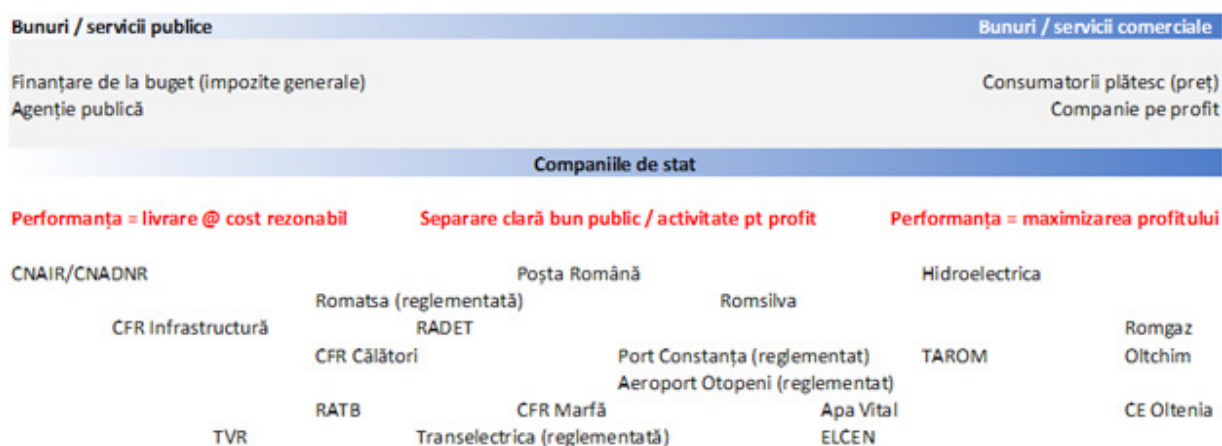 Bunuri / servicii publice Bunuri / servicii comerciale
Finanțare de la buget (impozite generale) Consumatorii plătesc (preț)
Agenție publică Companie pe profit
Companiile de stat
Performanța = livrare @ cost rezonabil Separare clară bun public / activitate pt profit Performanța = maximizarea profitului
CNAIR/CNADNR Poșta Română Hidroelectrica
Romatsa (reglementată) Romsilva
CFR Infrastructură RADET Romgaz
CFR Călători Port Constanța (reglementat) TAROM Oltchim
Aeroport Otopeni (reglementat)
RATB CFR Marfă Apa Vital CE Oltenia
TVR Transelectrica (reglementată) ELCEN